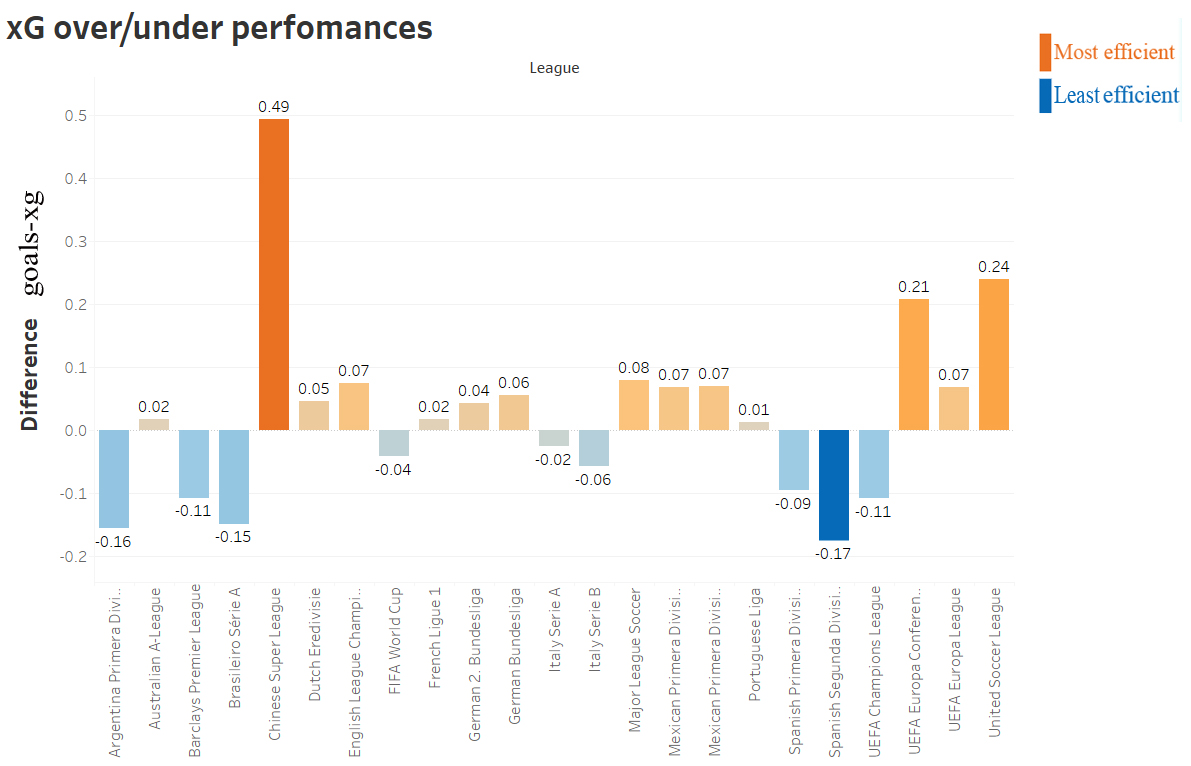 xG over/under perfomances
Most efficient
Least efficient
League
Difference goals-xg
0.5
0.4
0.3
0.2
0.1
0.0
-0.1
-0.2
-0.16
0.02
-0.11
-0.15
0.49
0.05
0.07
-0.04
0.02
0.04
0.06
-0.02
-0.06
0.08
0.07
0.07
0.01
-0.09
-0.17
-0.11
0.21
0.07
0.24
Argentina Primera Divi..
Australian A-League
Barclays Premier League
Brasileiro Serie A
Chinese Super League
Dutch Eredivisie
English League Champi..
FIFA World Cup
French Ligue 1
German 2. Bundesliga
German Bundesliga
Italy Serie A
Italy Serie B
Major League Soccer
Mexican Primera Divisi..
Mexican Primera Divisi..
Portuguese Liga
Spanish Primera Divisi..
Spanish Segunda Divisi..
UEFA Champions League
UEFA Europa Conferen..
UEFA Europa League
United Soccer League